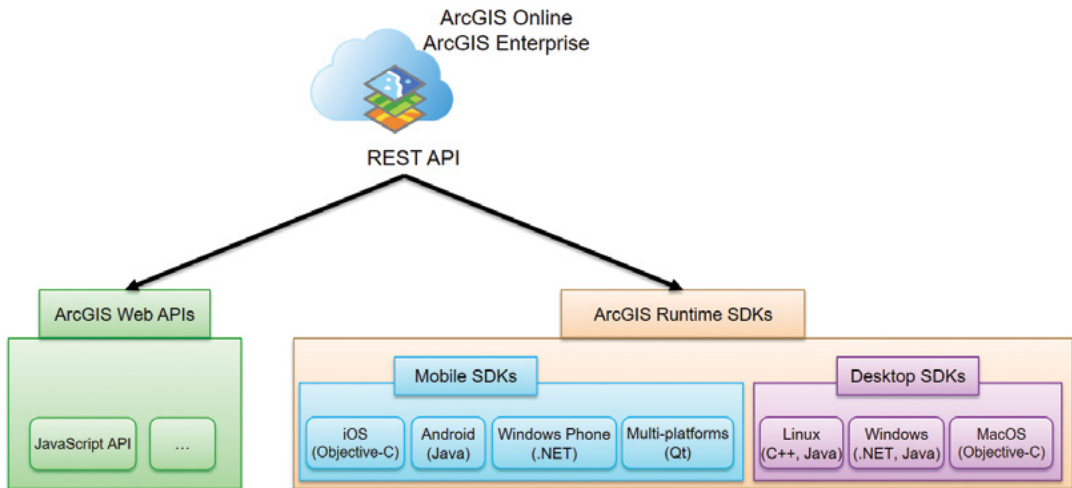 ArcGIS Online
ArcGIS Enterprise
REST API
ArcGIS Web APIs
ArcGIS Runtime SDKs
Mobile SDKs
Desktop SDKs
JavaScript API
...
iOS
(Objective-C)
Android
(Java)
Windows Phone
(.NET)
Multi-platforms
(Qt)
Linux
(C++, Java)
Windows
(.NET, Java)
MacOS
(Objective-C)